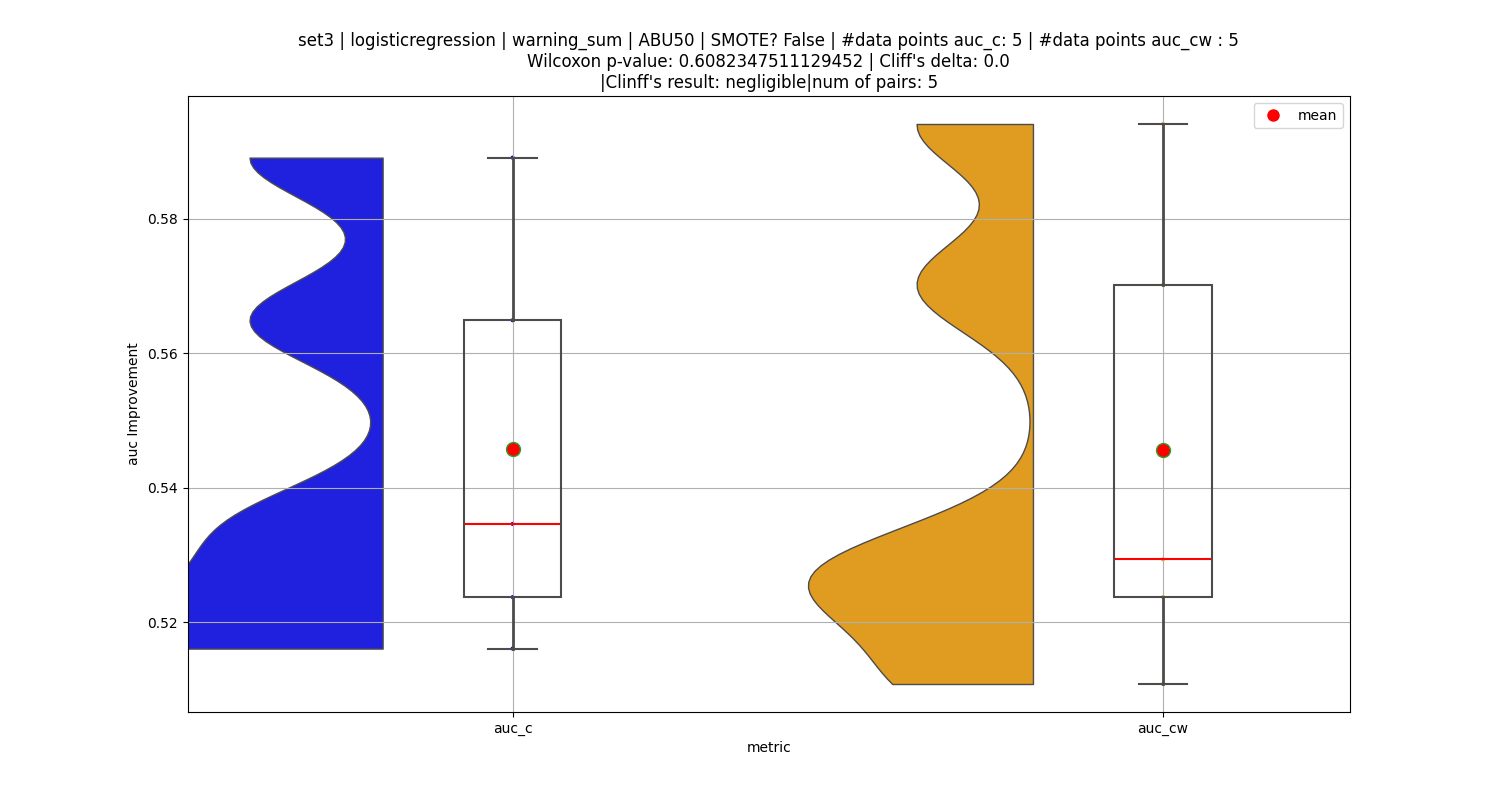 set3 | logisticregression | warning_sum | ABU50 | SMOTE? False | #data points auc_c: 5 | #data points auc_cw : 5
Wilcoxon p-value: 0.6082347511129452 | Cliff's delta: 0.0
|Clinff's result: negligible|num of pairs: 5
mean
auc Improvement
0.58
0.56
0.54
0.52
auc_c
auc_cw
metric